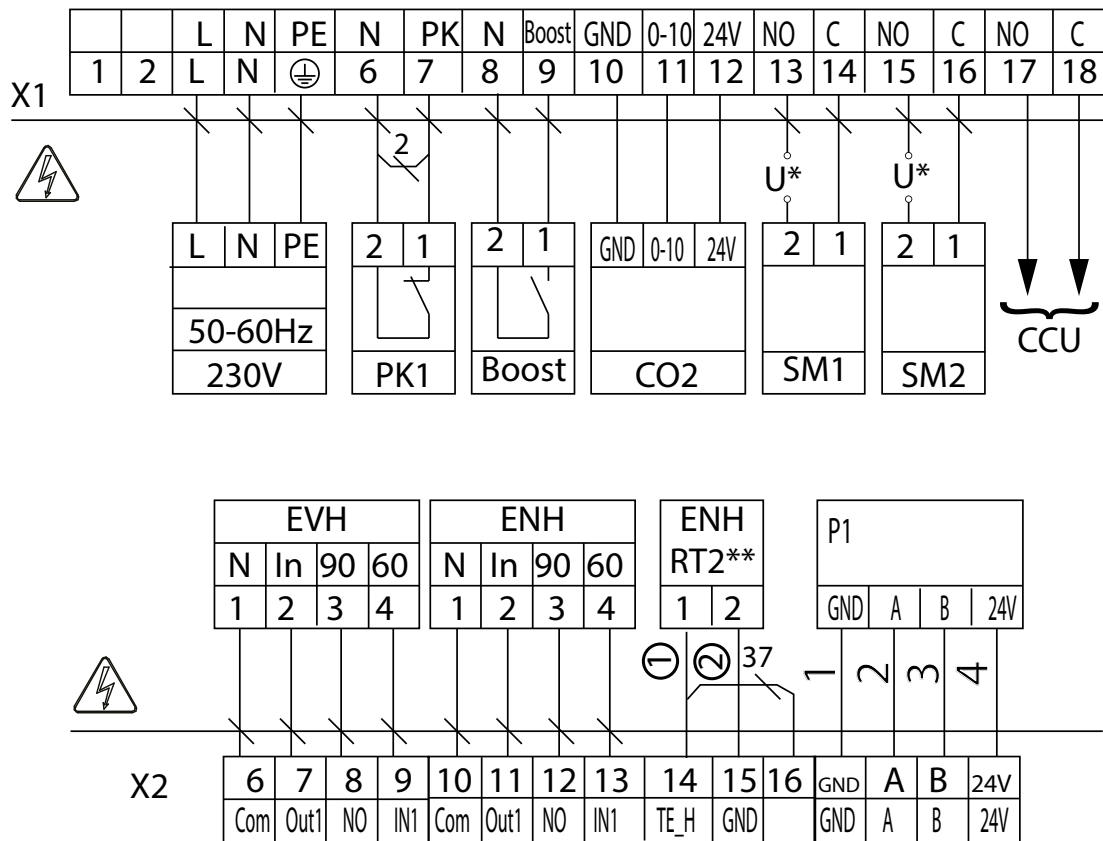 L N PE N PK N Boost GND 0-10 24V NO C NO C NO C
1 2 L N 6 7 8 9 10 11 12 13 14 15 16 17 18
X1
2
U* U*
L N PE 2 1 2 1 GND 0-10 24V 2 1 2 1
50-60Hz
CCU
230V PK1 Boost CO2 SM1 SM2
EVH ENH ENH P1
RT2**
N In 90 60 N In 90 60
1 2 3 4 1 2 3 4 1 2 GND A B 24V
1 2 37 1 2 3 4
X2
6 7 8 9 10 11 12 13 14 15 16 GND A B 24V
Com Out1 NO IN1 Com Out1 NO IN1 TE_H GND GND A B 24V